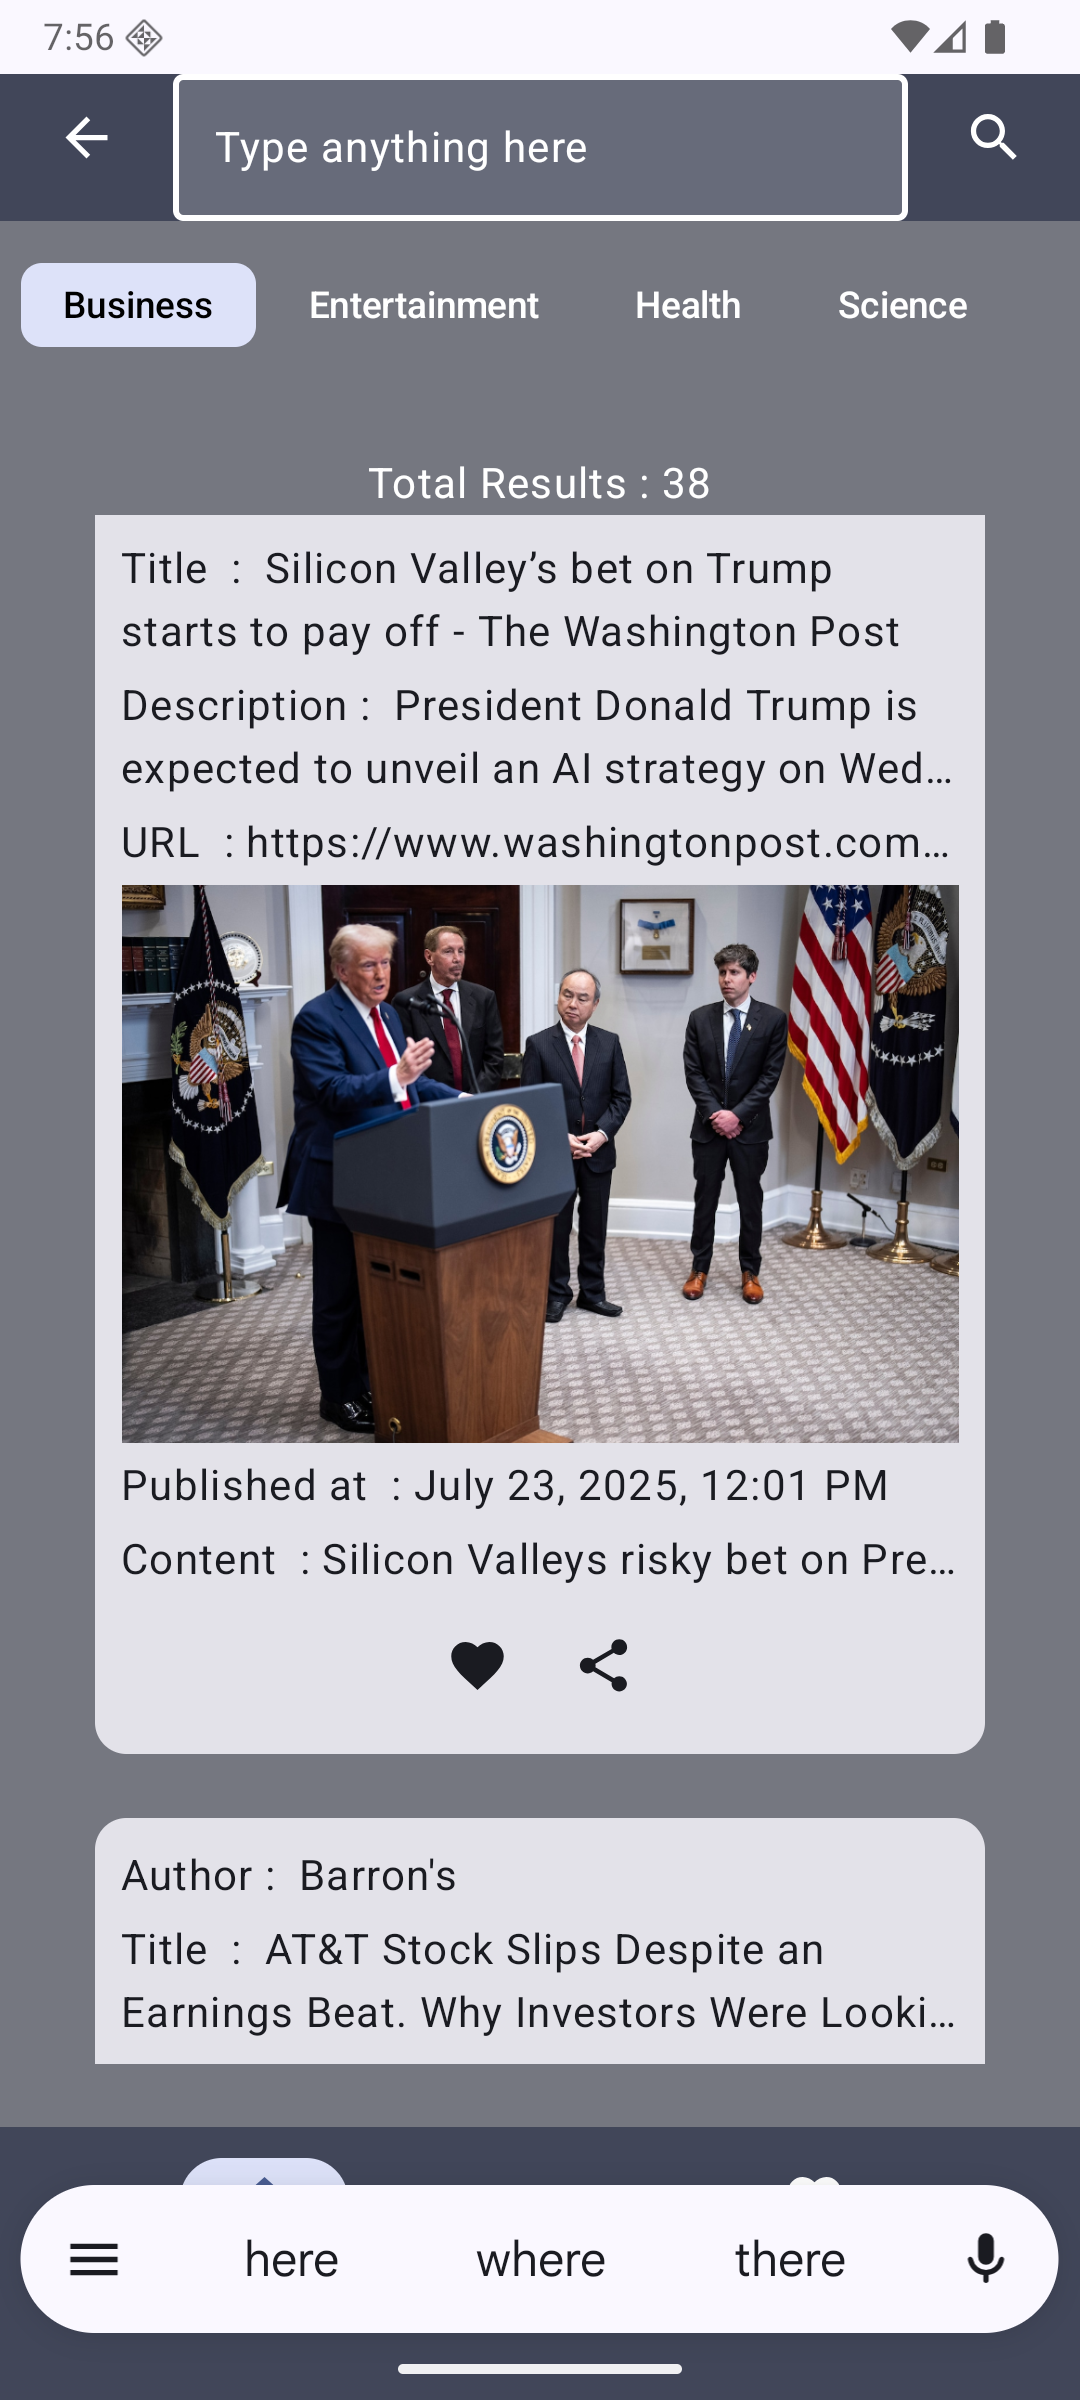 7:56
Type anything here
Business Entertainment Health Science
Total Results : 38
Title : Silicon Valley’s bet on Trump
starts to pay off - The Washington Post
Description : President Donald Trump is
expected to unveil an AI strategy on Wed…
URL : https://www.washingtonpost.com…
Published at : July 23, 2025, 12:01 PM
Content : Silicon Valleys risky bet on Pre…
Author : Barron's
Title : AT&T Stock Slips Despite an
Earnings Beat. Why Investors Were Looki…
here where there